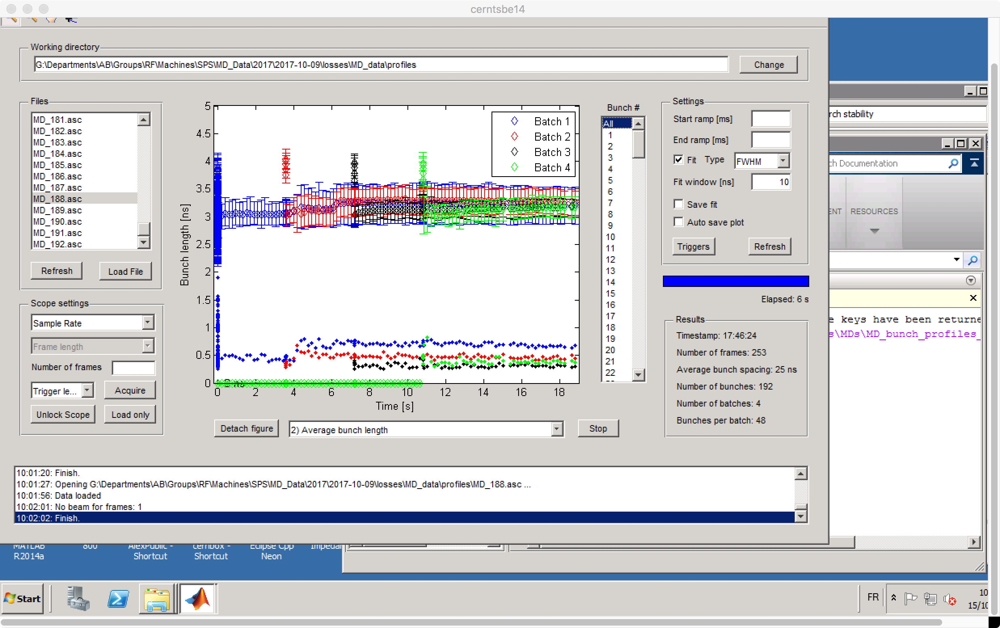 cerntsbe14
Working directory
G:\Departments\AB\Groups\RF\Machines\SPS\MD_Data\2017\2017-10-09\losses\MD_data\profiles
Change
Files
MD_181.asc
MD_182.asc
MD_183.asc
MD_184.asc
MD_185.asc
MD_186.asc
MD_187.asc
MD_188.asc
MD_189.asc
MD_190.asc
MD_191.asc
MD_192.asc
Refresh
Load File
Scope settings
Sample Rate
Frame length
Number of frames
Trigger le...
Acquire
Unlock Scope
Load only
Bunch length [ns]
5
4.5
4
3.5
3
2.5
2
1.5
1
0.5
0
0 2 4 6 8 10 12 14 16 18
Time [s]
Batch 1
Batch 2
Batch 3
Batch 4
Detach figure
2) Average bunch length
Stop
Bunch #
All
1
2
3
4
5
6
7
8
9
10
11
12
13
14
15
16
17
18
19
20
21
22
Settings
Start ramp [ms]
End ramp [ms]
Fit Type FWHM
Fit window [ns] 10
Save fit
Auto save plot
Triggers
Refresh
Elapsed: 6 s
Results
Timestamp: 17:46:24
Number of frames: 253
Average bunch spacing: 25 ns
Number of bunches: 192
Number of batches: 4
Bunches per batch: 48
10:01:20: Finish.
10:01:27: Opening G:\Departments\AB\Groups\RF\Machines\SPS\MD_Data\2017\2017-10-09\losses\MD_data\profiles\MD_188.asc ...
10:01:56: Data loaded
10:02:01: No beam for frames: 1
10:02:02: Finish.
rch stability
ch Documentation
ENT
RESOURCES
e keys have been returne
s\MDs\MD_bunch_profiles_
MATLAB
R2014a
800
AlexPublic -
Shortcut
cernbox -
Shortcut
Eclipse Cpp
Neon
Impedan
Start
FR
10
15/10